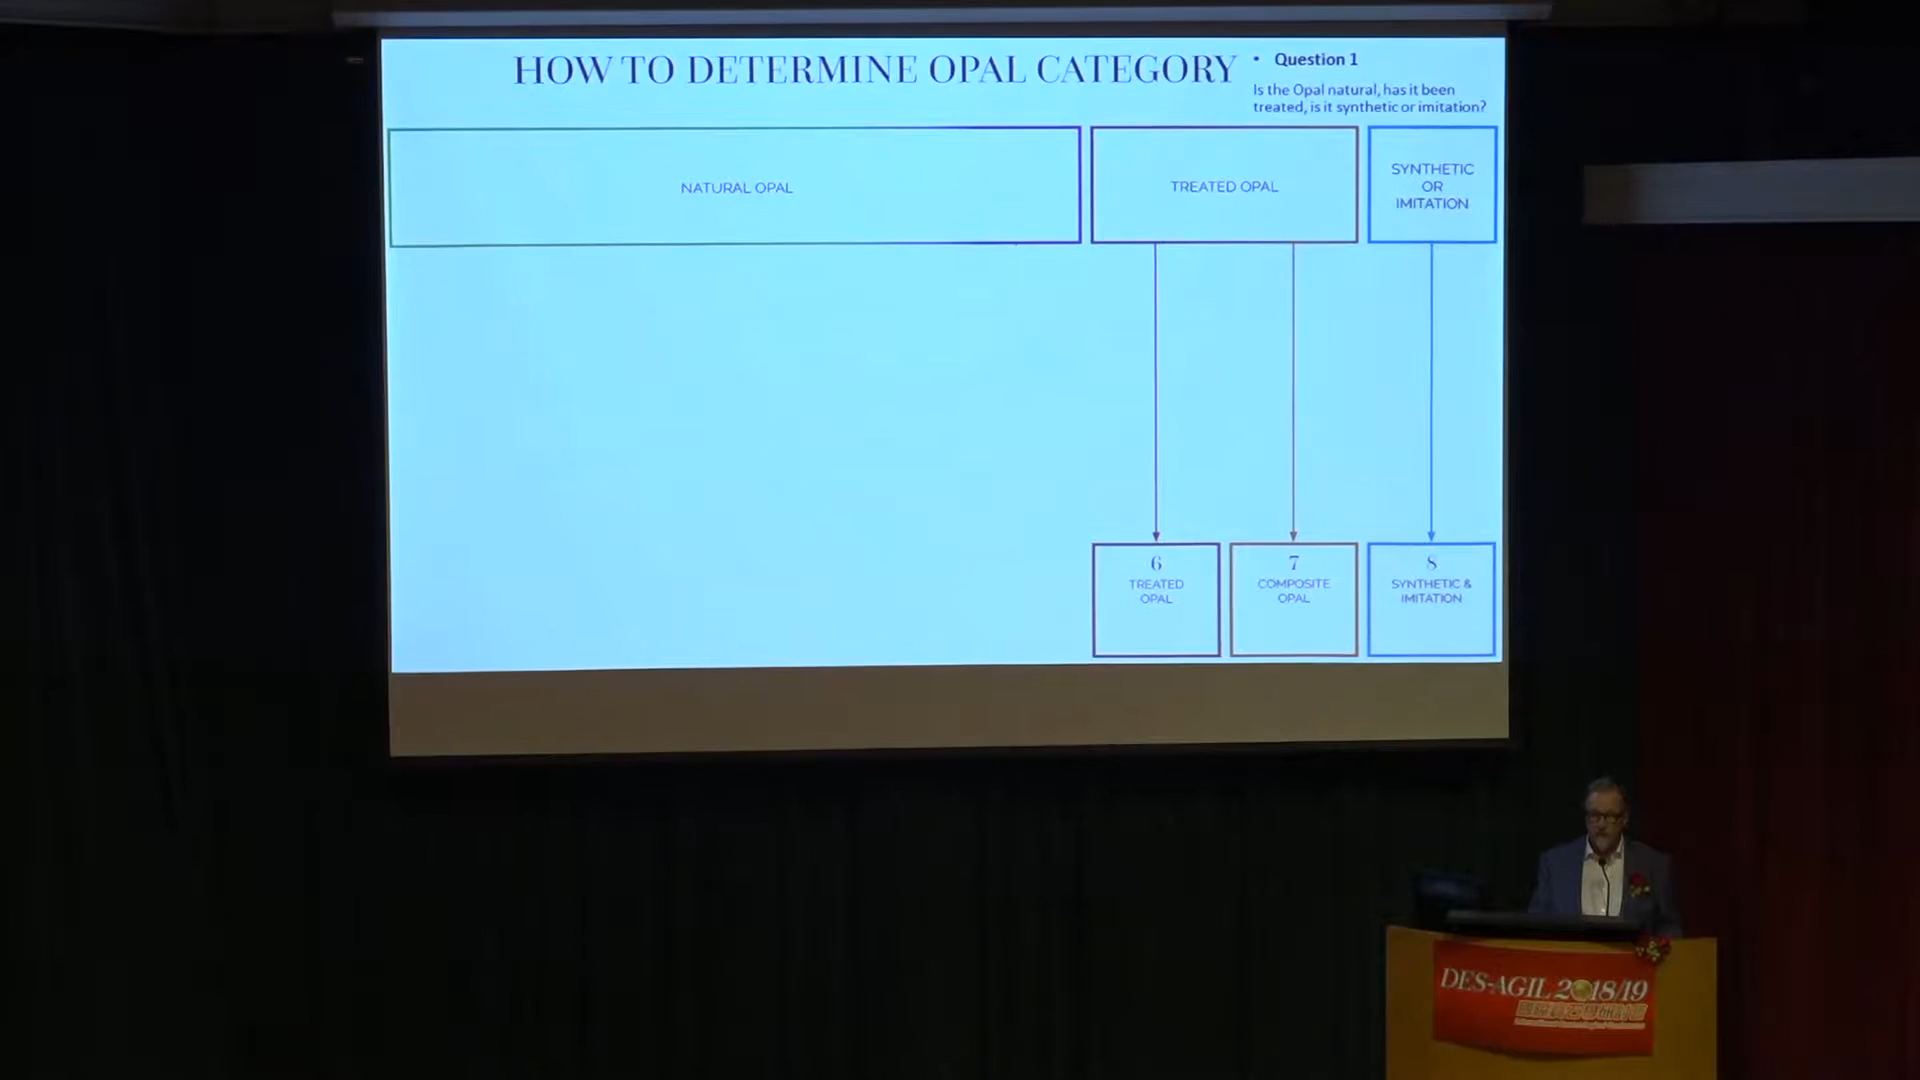 HOW TO DETERMINE OPAL CATEGORY
• Question 1
Is the Opal natural, has it been
treated, is it synthetic or imitation?
NATURAL OPAL
TREATED OPAL
SYNTHETIC
OR
IMITATION
6
TREATED
OPAL
7
COMPOSITE
OPAL
8
SYNTHETIC &
IMITATION
DES-AGIL 2018/19